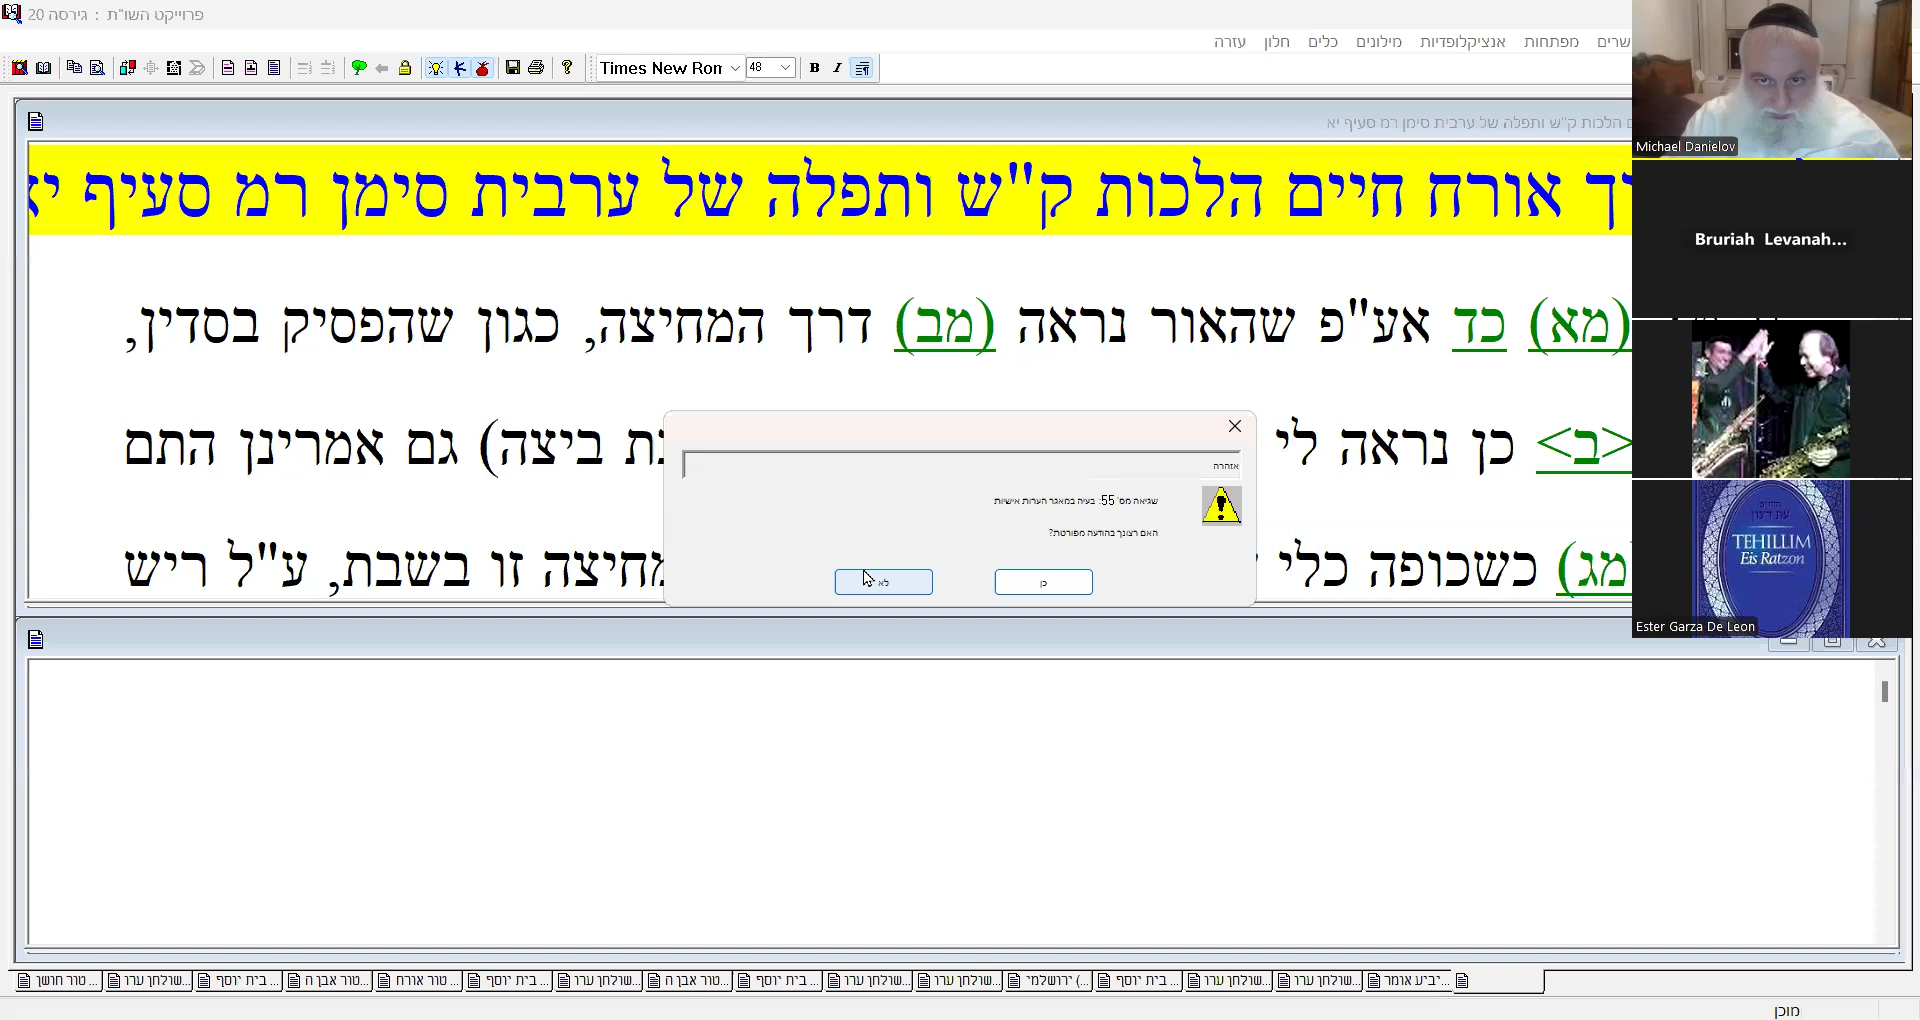 פרוייקט השו"ת : גירסה 20
שרים מפתחות אנציקלופדיות מילונים כלים חלון עזרה
Times New Ron 48 B I
ם הלכות ק"ש ותפלה של ערבית סימן רמ סעיף יא
ך אורח חיים הלכות ק"ש ותפלה של ערבית סימן רמ סעיף יא
(מא) כד אע"פ שהאור נראה (מב) דרך המחיצה, כגון שהפסיק בסדין,
<ב> כן נראה לי
ת ביצה) גם אמרינן התם
מג) כשכופה כלי
מחיצה זו בשבת, ע"ל ריש
אזהרה
שגיאה מס' 55: בעיה במאגר הערות אישיות
האם רצונך בהודעה מפורטת?
כן
לא
Michael Danielov
Bruriah Levanah...
TEHILLIM
Eis Ratzon
Ester Garza De Leon
יביע אומר...
שולחן ערו...
שולחן ערו...
בית יוסף ...
) ירושלמי...
שולחן ערו...
שולחן ערו...
בית יוסף ...
טור אבן ה...
שולחן ערו...
בית יוסף ...
טור אורח ...
טור אבן ה...
בית יוסף ...
שולחן ערו...
טור חושן ...
מוכן